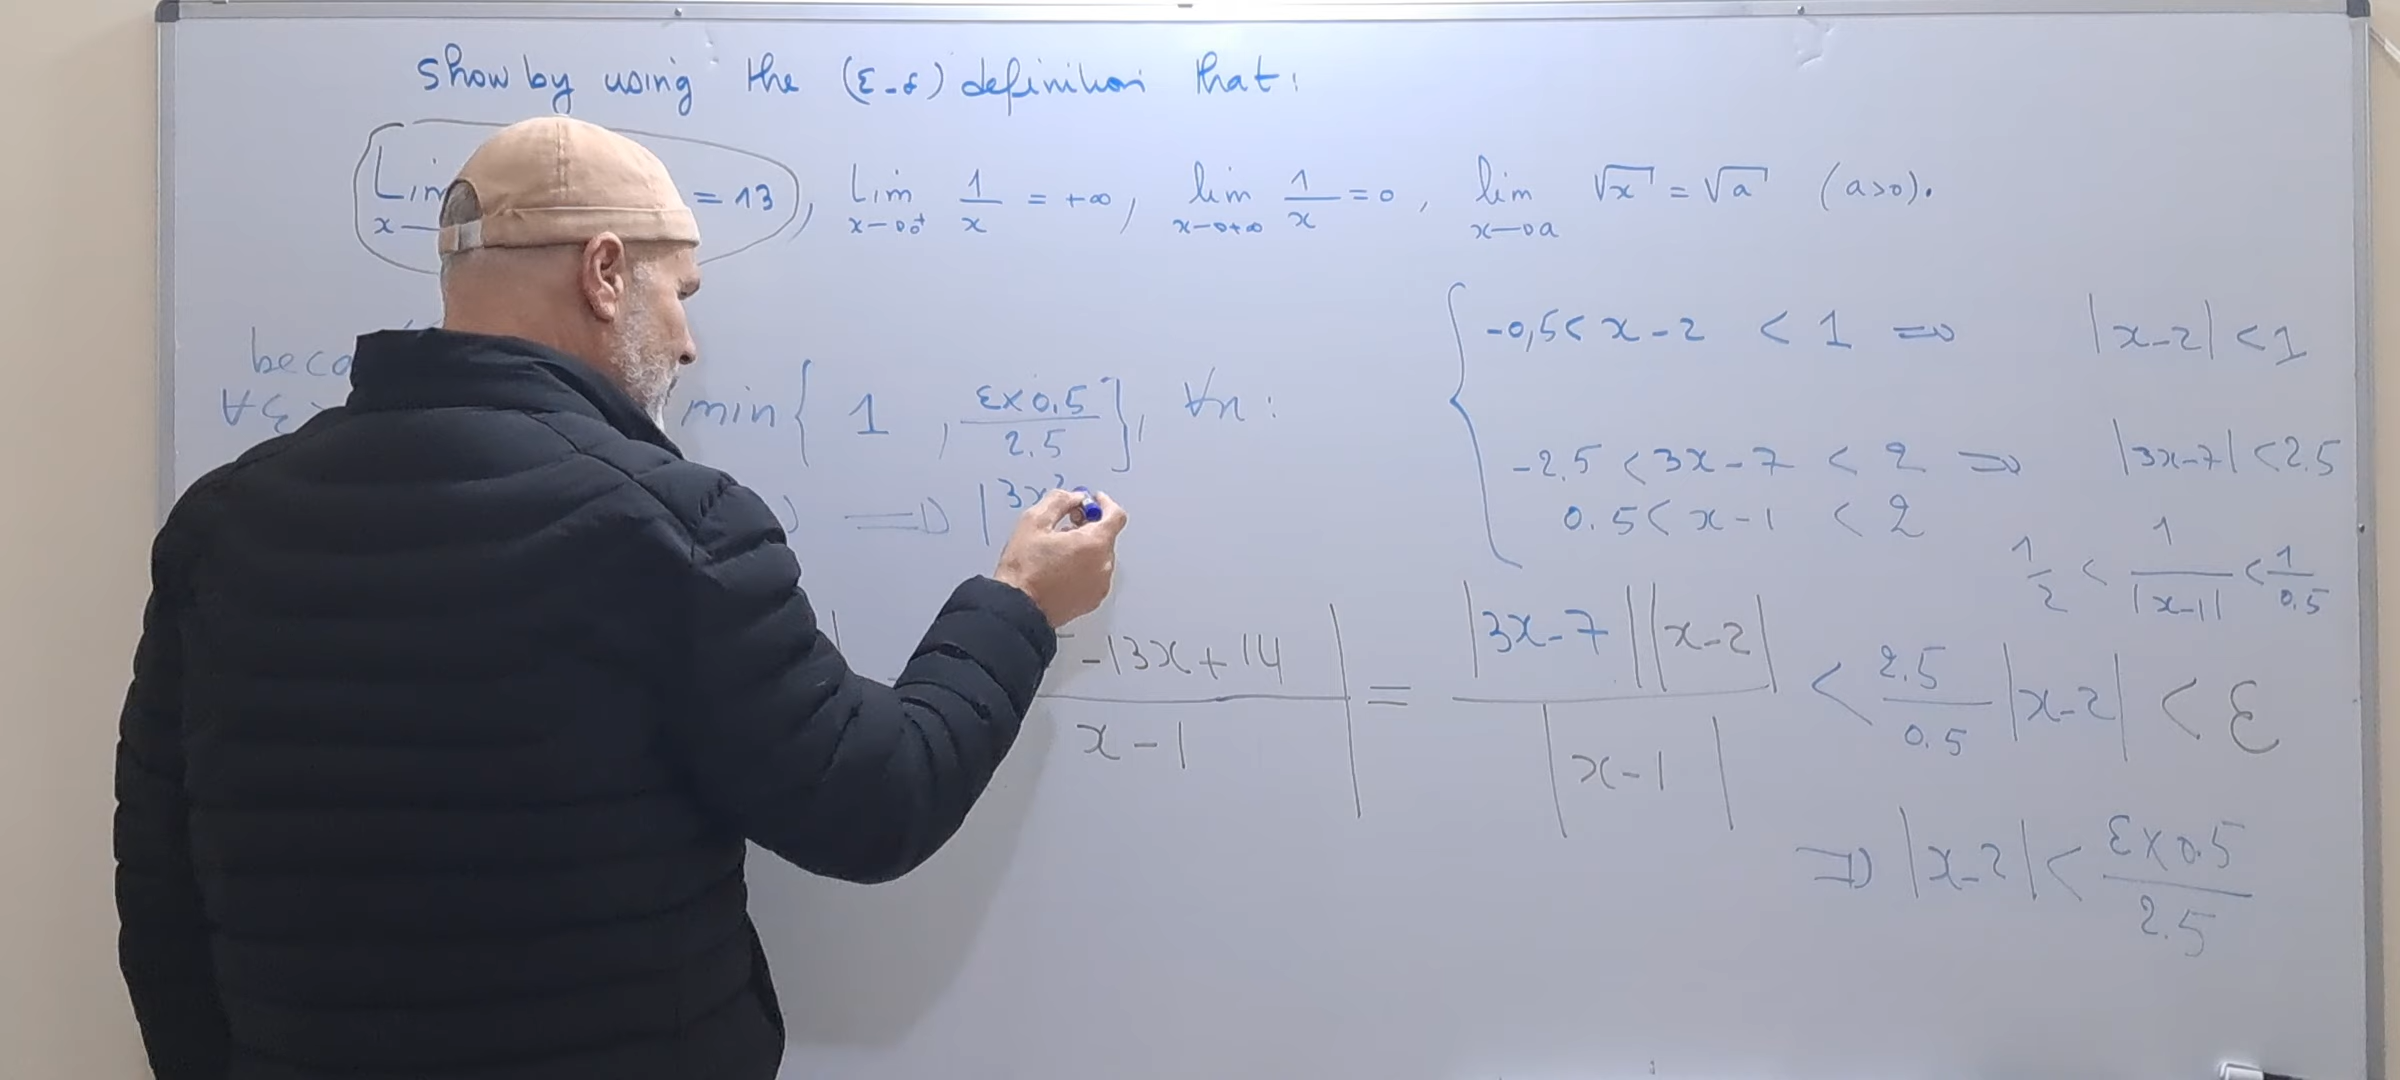 Show by using the (ε-δ) definition that:
Lim x→ = 13, Lim x→0⁺ 1/x = +∞, lim x→+∞ 1/x = 0, lim x→a √x = √a (a>0).
-0,5 < x-2 < 1 ⇒ |x-2| < 1
beca
∀ε min{ 1 , ε×0.5/2.5 }, ∀x :
-2.5 < 3x-7 < 2 ⇒ |3x-7| < 2.5
⇒ |3x²
0.5 < x-1 < 2
1/2 < 1/|x-1| < 1/0.5
-13x+14 / x-1 | = |3x-7||x-2| / |x-1| < 2.5/0.5 |x-2| < ε
⇒ |x-2| < ε×0.5/2.5